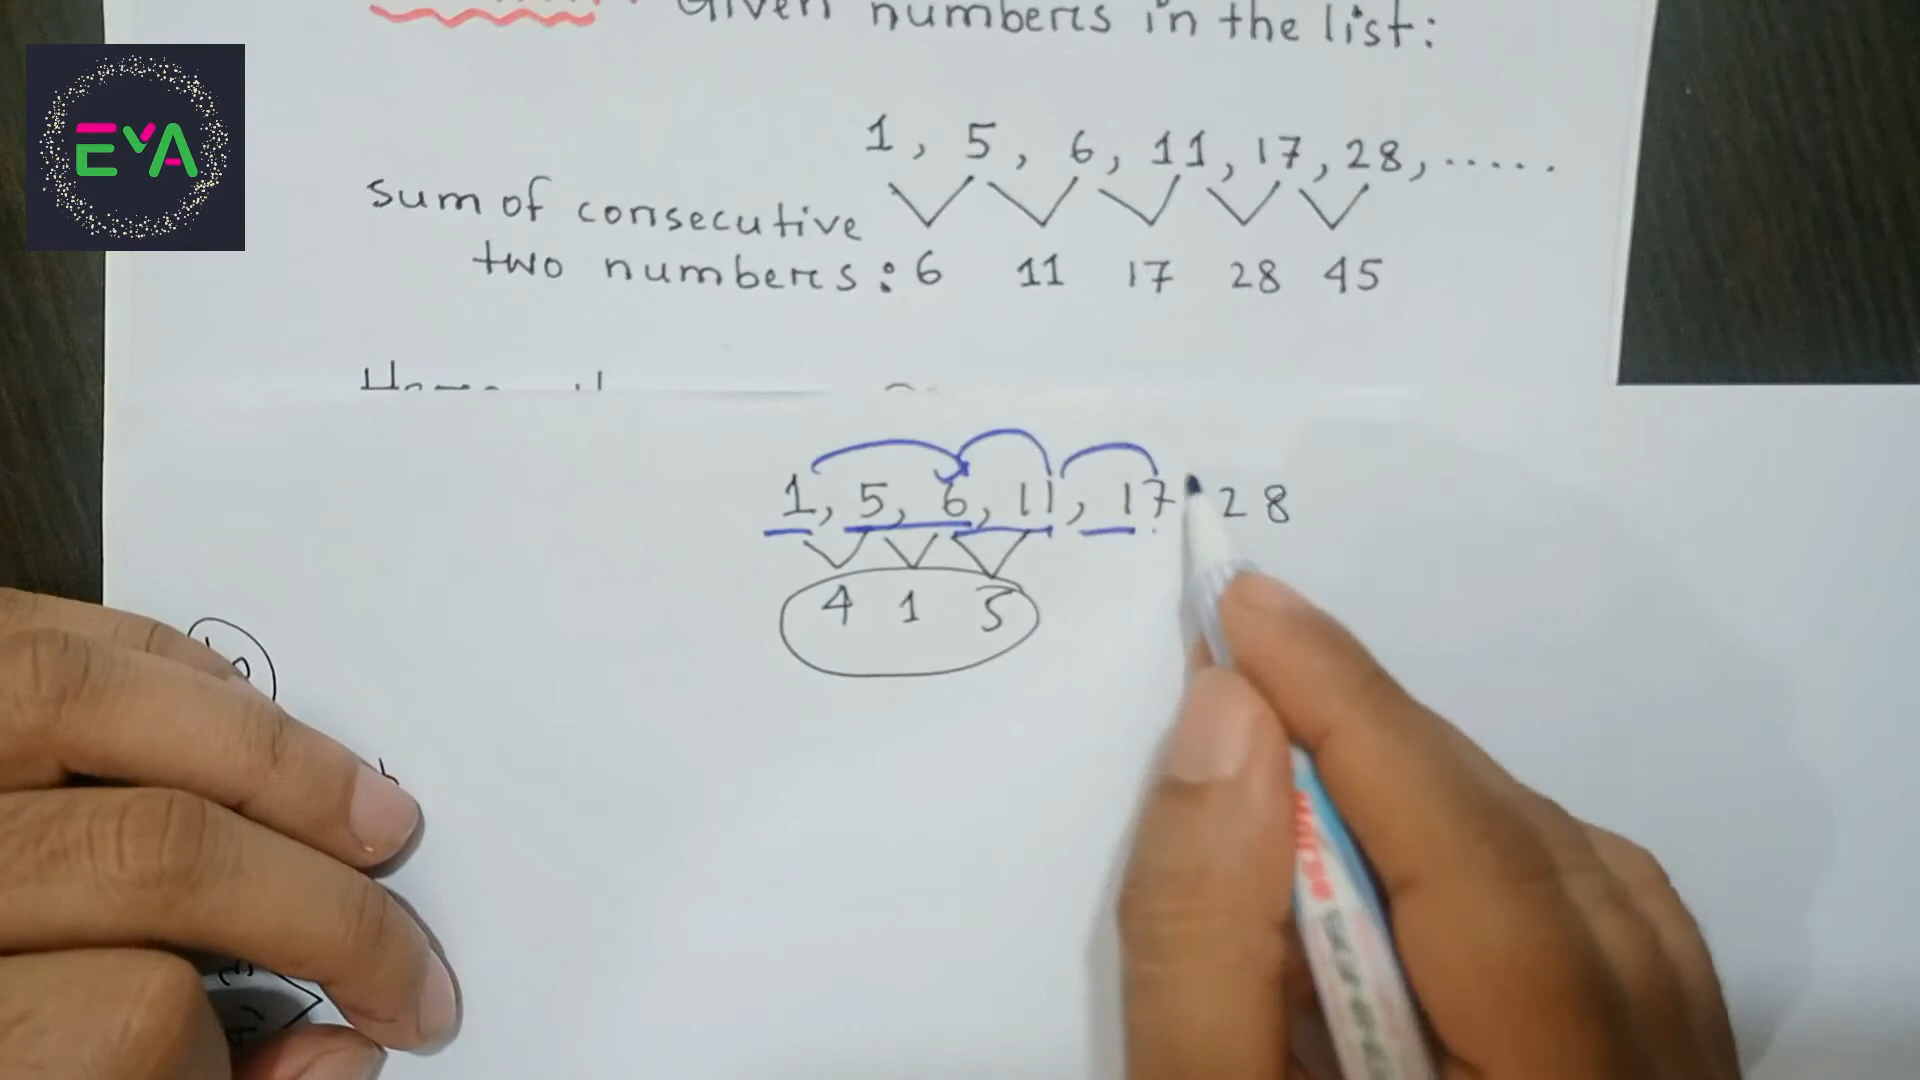 EYA
Given numbers in the list:
1, 5, 6, 11, 17, 28, .....
sum of consecutive
two numbers: 6 11 17 28 45
1, 5, 6, 11, 17 28
4 1 5